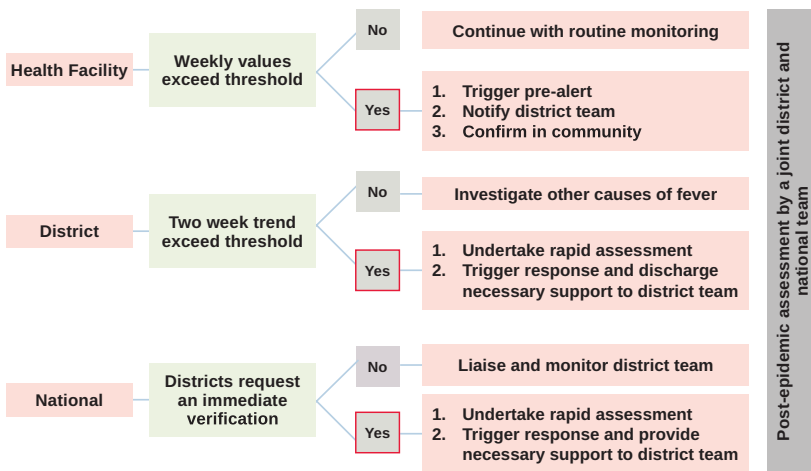 Health Facility
Weekly values
exceed threshold
No
Continue with routine monitoring
Yes
1. Trigger pre-alert
2. Notify district team
3. Confirm in community
District
Two week trend
exceed threshold
No
Investigate other causes of fever
Yes
1. Undertake rapid assessment
2. Trigger response and discharge
necessary support to district team
National
Districts request
an immediate
verification
No
Liaise and monitor district team
Yes
1. Undertake rapid assessment
2. Trigger response and provide
necessary support to district team
Post-epidemic assessment by a joint district and
national team